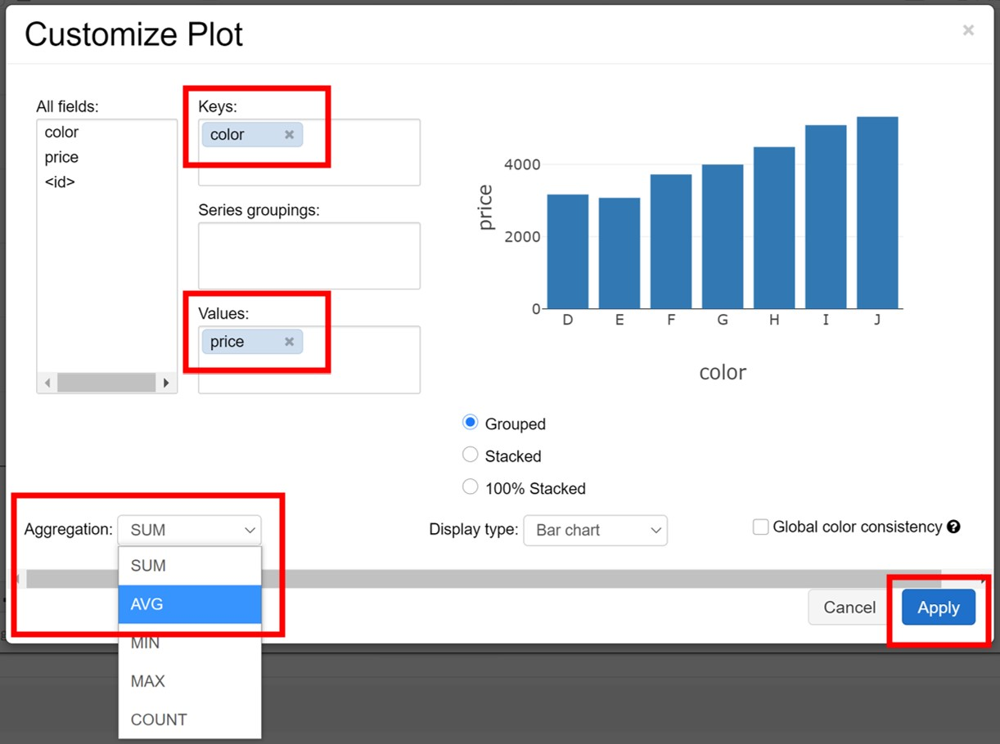 Customize Plot
×
All fields:
color
price
<id>
Keys:
color ×
Series groupings:
Values:
price ×
price
4000
2000
0
D E F G H I J
color
Grouped
Stacked
100% Stacked
Aggregation: SUM
SUM
AVG
MIN
MAX
COUNT
Display type: Bar chart
Global color consistency ?
Cancel
Apply